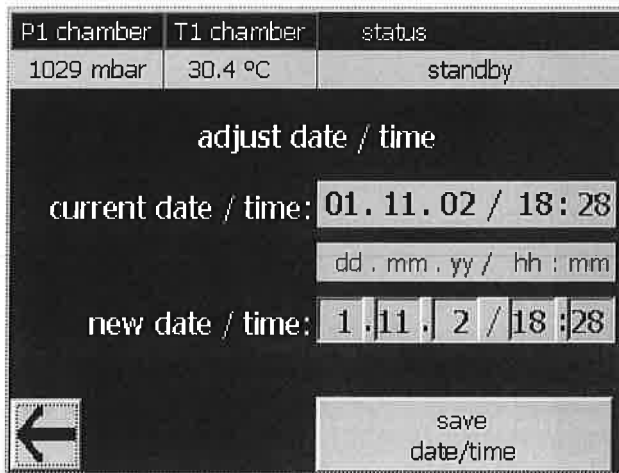 P1 chamber T1 chamber status
1029 mbar 30.4 ºC standby
adjust date / time
current date / time: 01. 11. 02 / 18: 28
dd . mm . yy / hh : mm
new date / time: 1 . 11 . 2 / 18 : 28
save
date/time